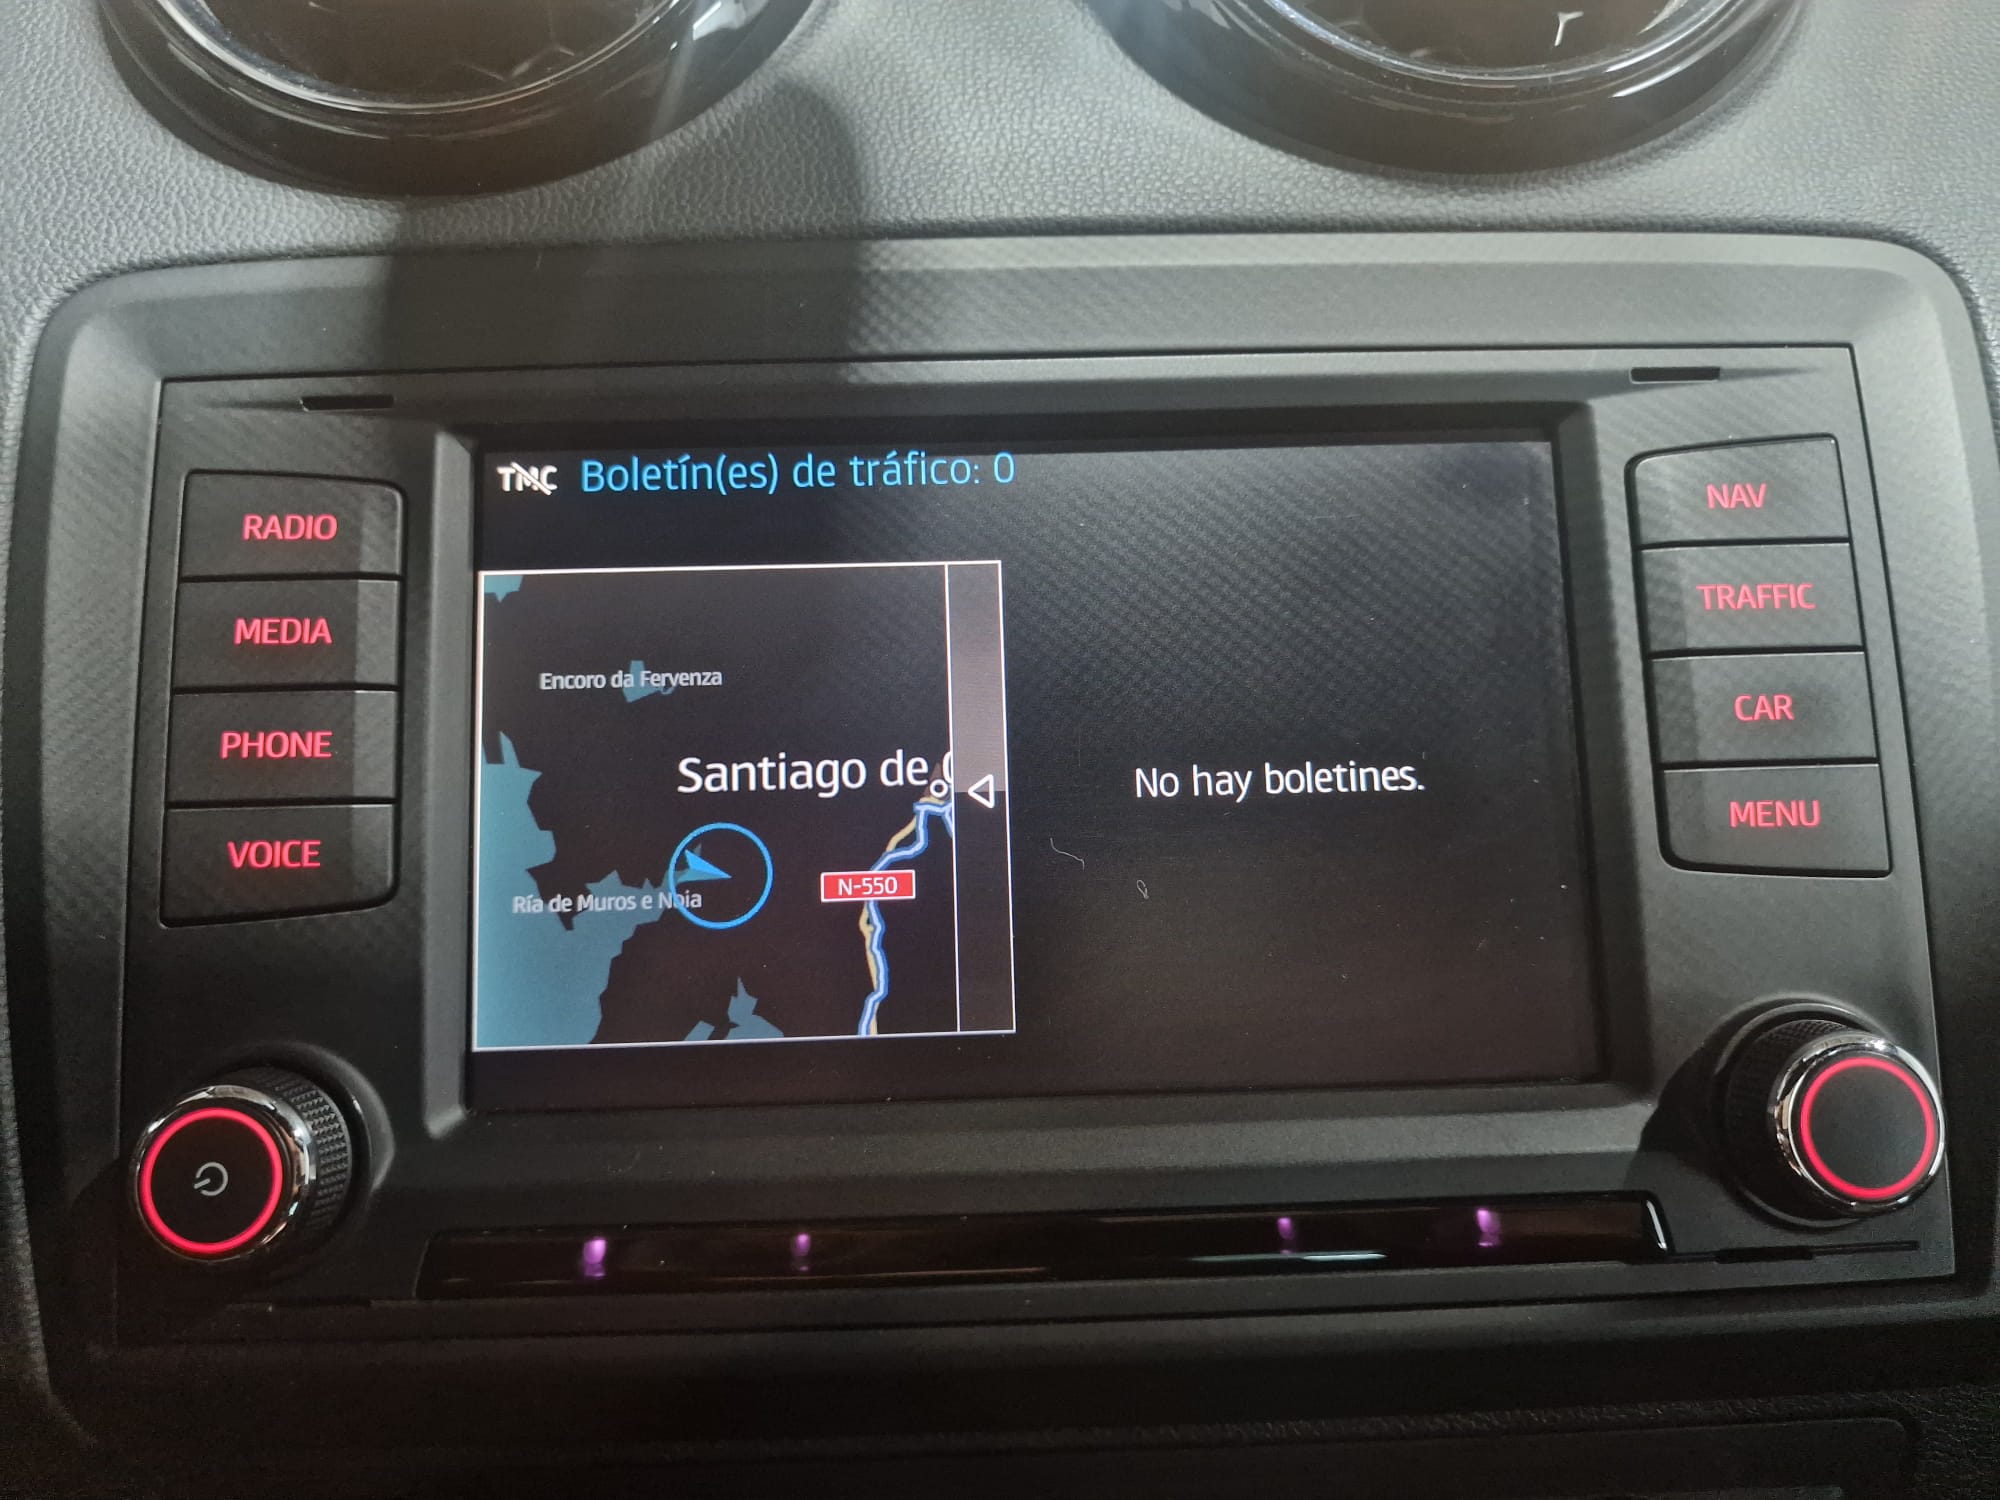 TMC Boletín(es) de tráfico: 0
RADIO
MEDIA
PHONE
VOICE
Encoro da Fervenza
Santiago de
N-550
Ría de Muros e Noia
No hay boletines.
NAV
TRAFFIC
CAR
MENU